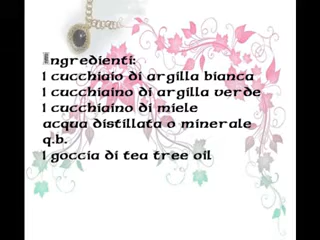 Ingredienti:
1 cucchiaio di argilla bianca
1 cucchiaino di argilla verde
1 cucchiaino di miele
acqua distillata o minerale
q.b.
1 goccia di tea tree oil